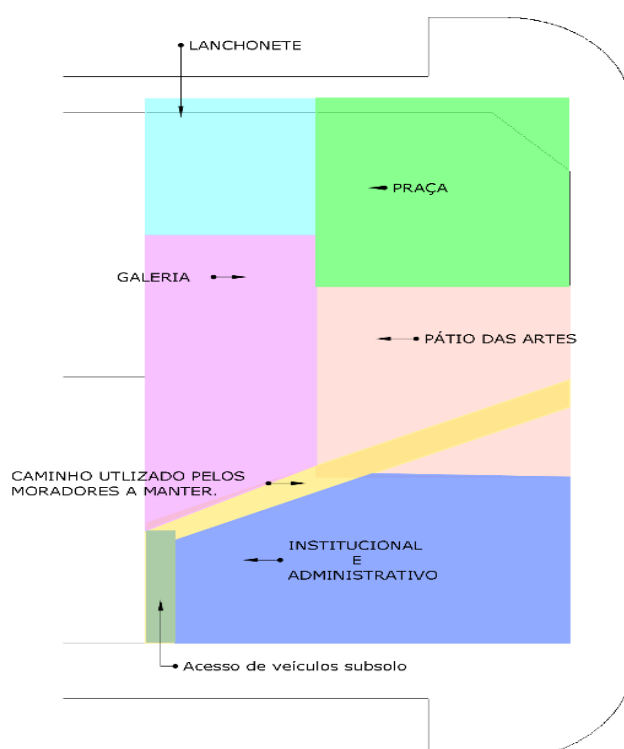 LANCHONETE
PRAÇA
GALERIA
PÁTIO DAS ARTES
CAMINHO UTLIZADO PELOS
MORADORES A MANTER.
INSTITUCIONAL
E
ADMINISTRATIVO
Acesso de veículos subsolo